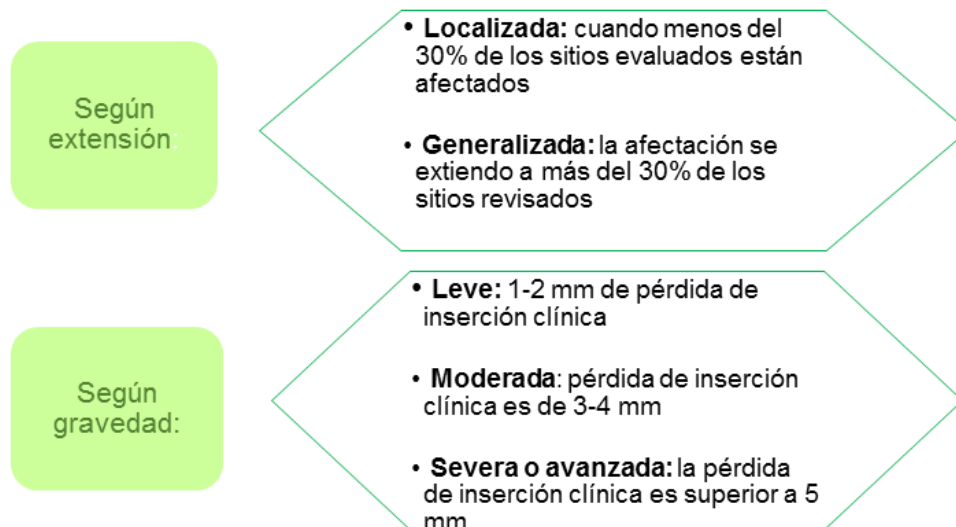 Según
extensión:
• Localizada: cuando menos del
30% de los sitios evaluados están
afectados
• Generalizada: la afectación se
extiendo a más del 30% de los
sitios revisados
Según
gravedad:
• Leve: 1-2 mm de pérdida de
inserción clínica
• Moderada: pérdida de inserción
clínica es de 3-4 mm
• Severa o avanzada: la pérdida
de inserción clínica es superior a 5
mm